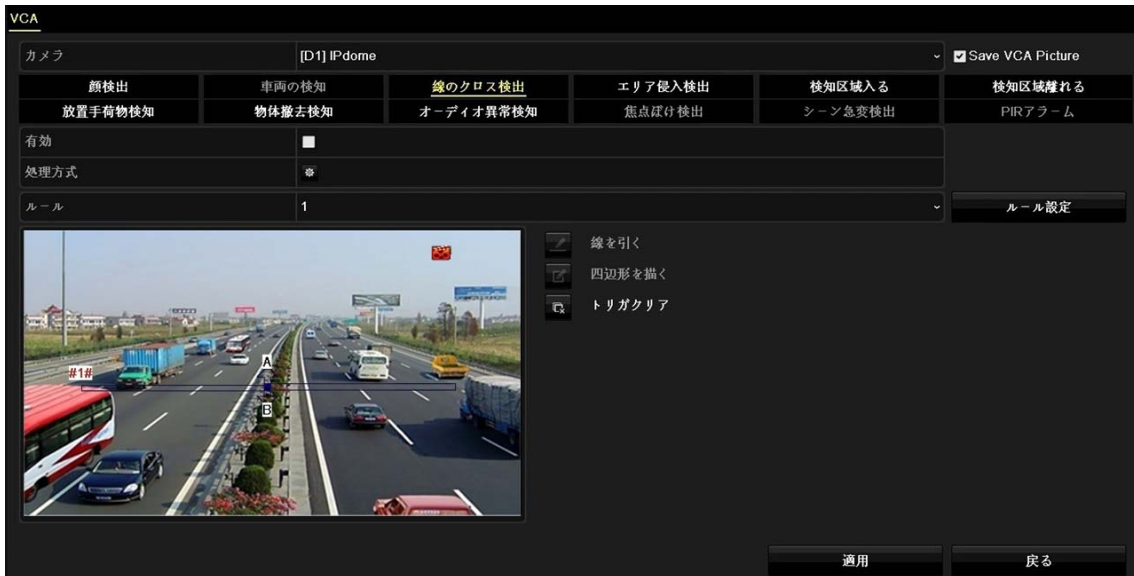 VCA
カメラ [D1] IPdome Save VCA Picture
顔検出 車両の検知 線のクロス検出 エリア侵入検出 検知区域入る 検知区域離れる
放置手荷物検知 物体撤去検知 オーディオ異常検知 焦点ぼけ検出 シーン急変検出 PIRアラーム
有効
処理方式
ルール 1 ルール設定
線を引く
四辺形を描く
トリガクリア
A
#1#
B
適用 戻る